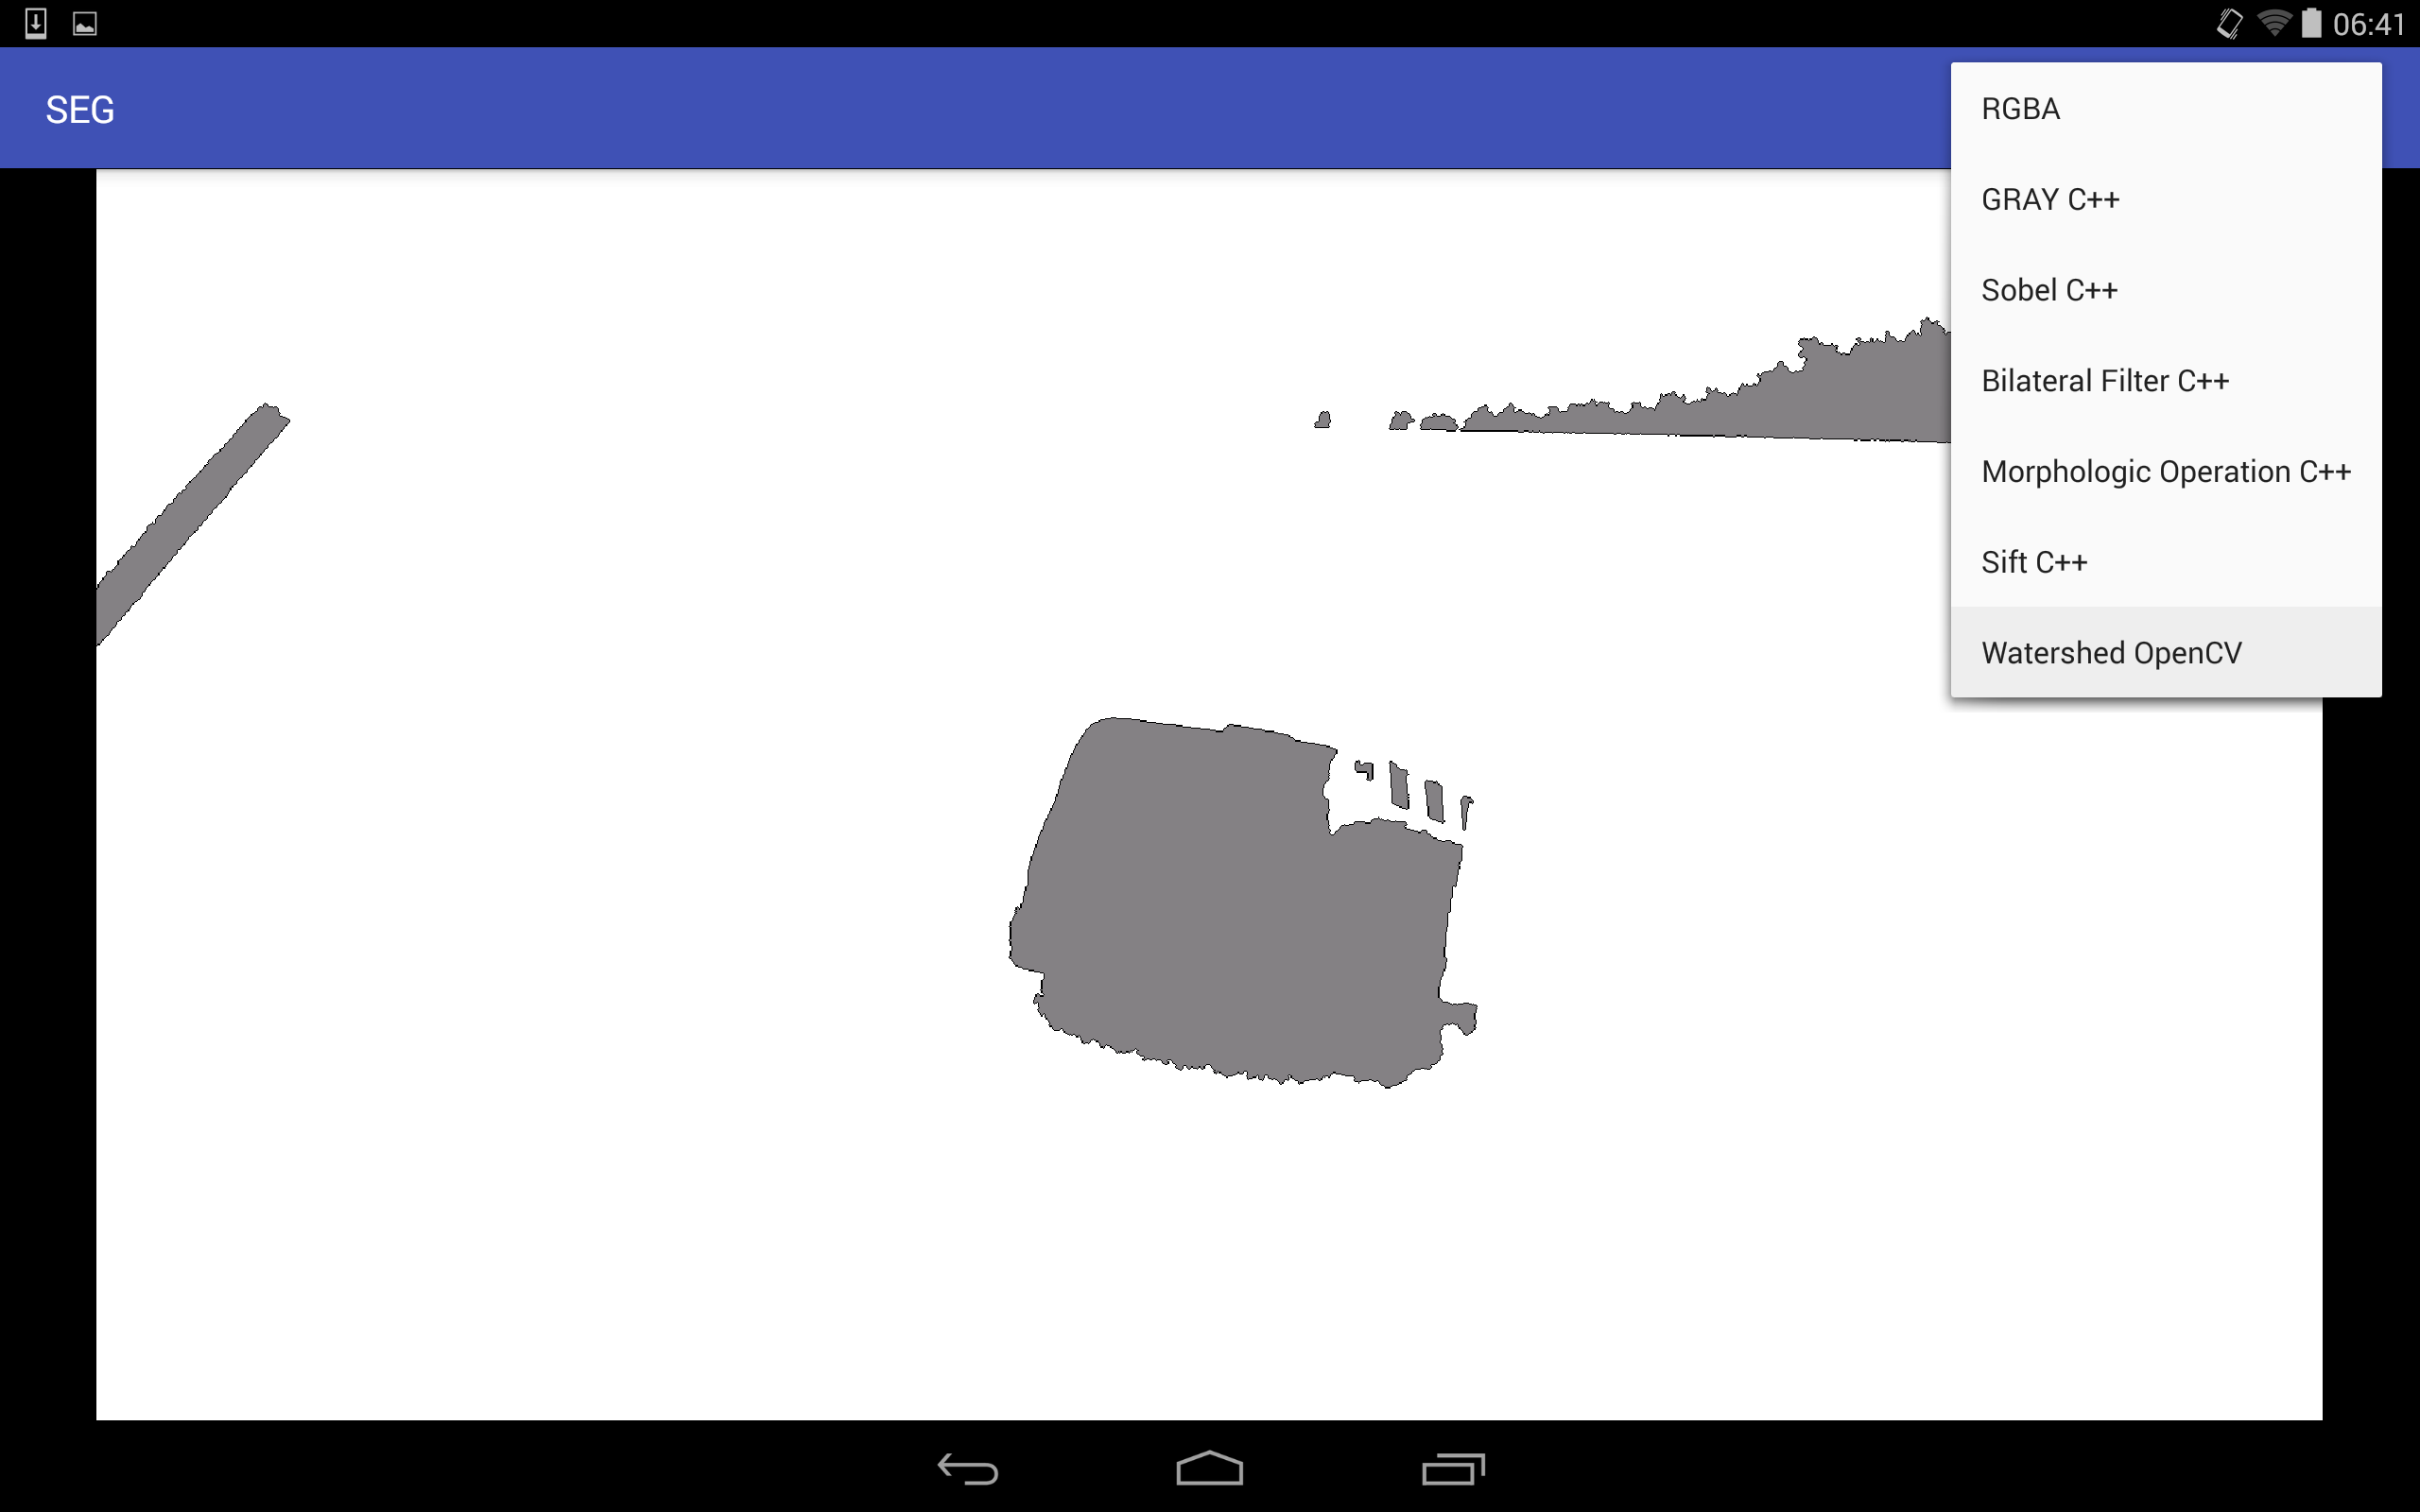 06:41
SEG
RGBA
GRAY C++
Sobel C++
Bilateral Filter C++
Morphologic Operation C++
Sift C++
Watershed OpenCV